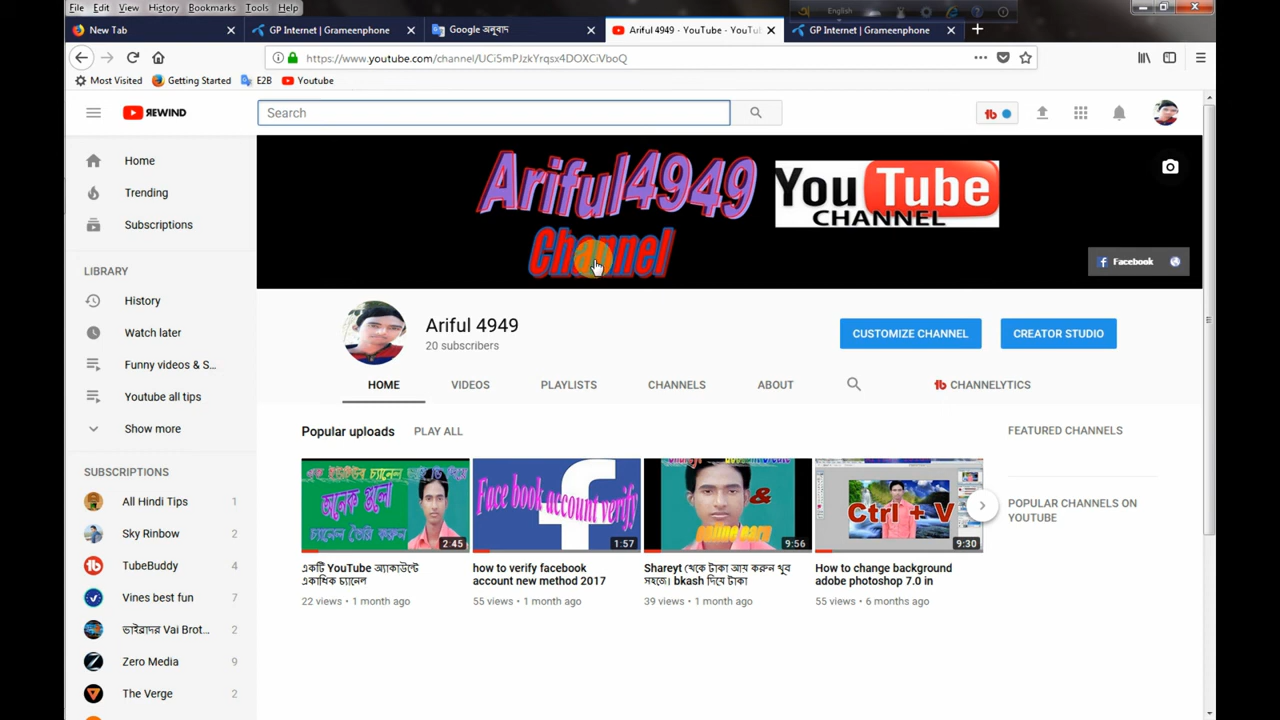 File Edit View History Bookmarks Tools Help
English
New Tab
GP Internet | Grameenphone
Google অনুবাদ
Ariful 4949 - YouTube - YouTu
GP Internet | Grameenphone
https://www.youtube.com/channel/UCi5mPJzkYrqsx4DOXCiVboQ
Most Visited Getting Started E2B Youtube
REWIND
Search
Home
Trending
Subscriptions
LIBRARY
History
Watch later
Funny videos & S...
Youtube all tips
Show more
SUBSCRIPTIONS
All Hindi Tips 1
Sky Rinbow 2
TubeBuddy 4
Vines best fun 7
ভাইব্রাদর Vai Brot... 2
Zero Media 9
The Verge 2
Ariful4949
Channel
YouTube
CHANNEL
Facebook
Ariful 4949
20 subscribers
CUSTOMIZE CHANNEL
CREATOR STUDIO
HOME VIDEOS PLAYLISTS CHANNELS ABOUT CHANNELYTICS
Popular uploads PLAY ALL
FEATURED CHANNELS
POPULAR CHANNELS ON
YOUTUBE
অনেক গুলো
চ্যানেল তৈরি করুন
2:45
একটি YouTube অ্যাকাউন্টে
একাধিক চ্যানেল
22 views • 1 month ago
Face book account verify
1:57
how to verify facebook
account new method 2017
55 views • 1 month ago
&
9:56
Shareyt থেকে টাকা আয় করুন খুব
সহজে। bkash দিয়ে টাকা
39 views • 1 month ago
Ctrl + V
9:30
How to change background
adobe photoshop 7.0 in
55 views • 6 months ago